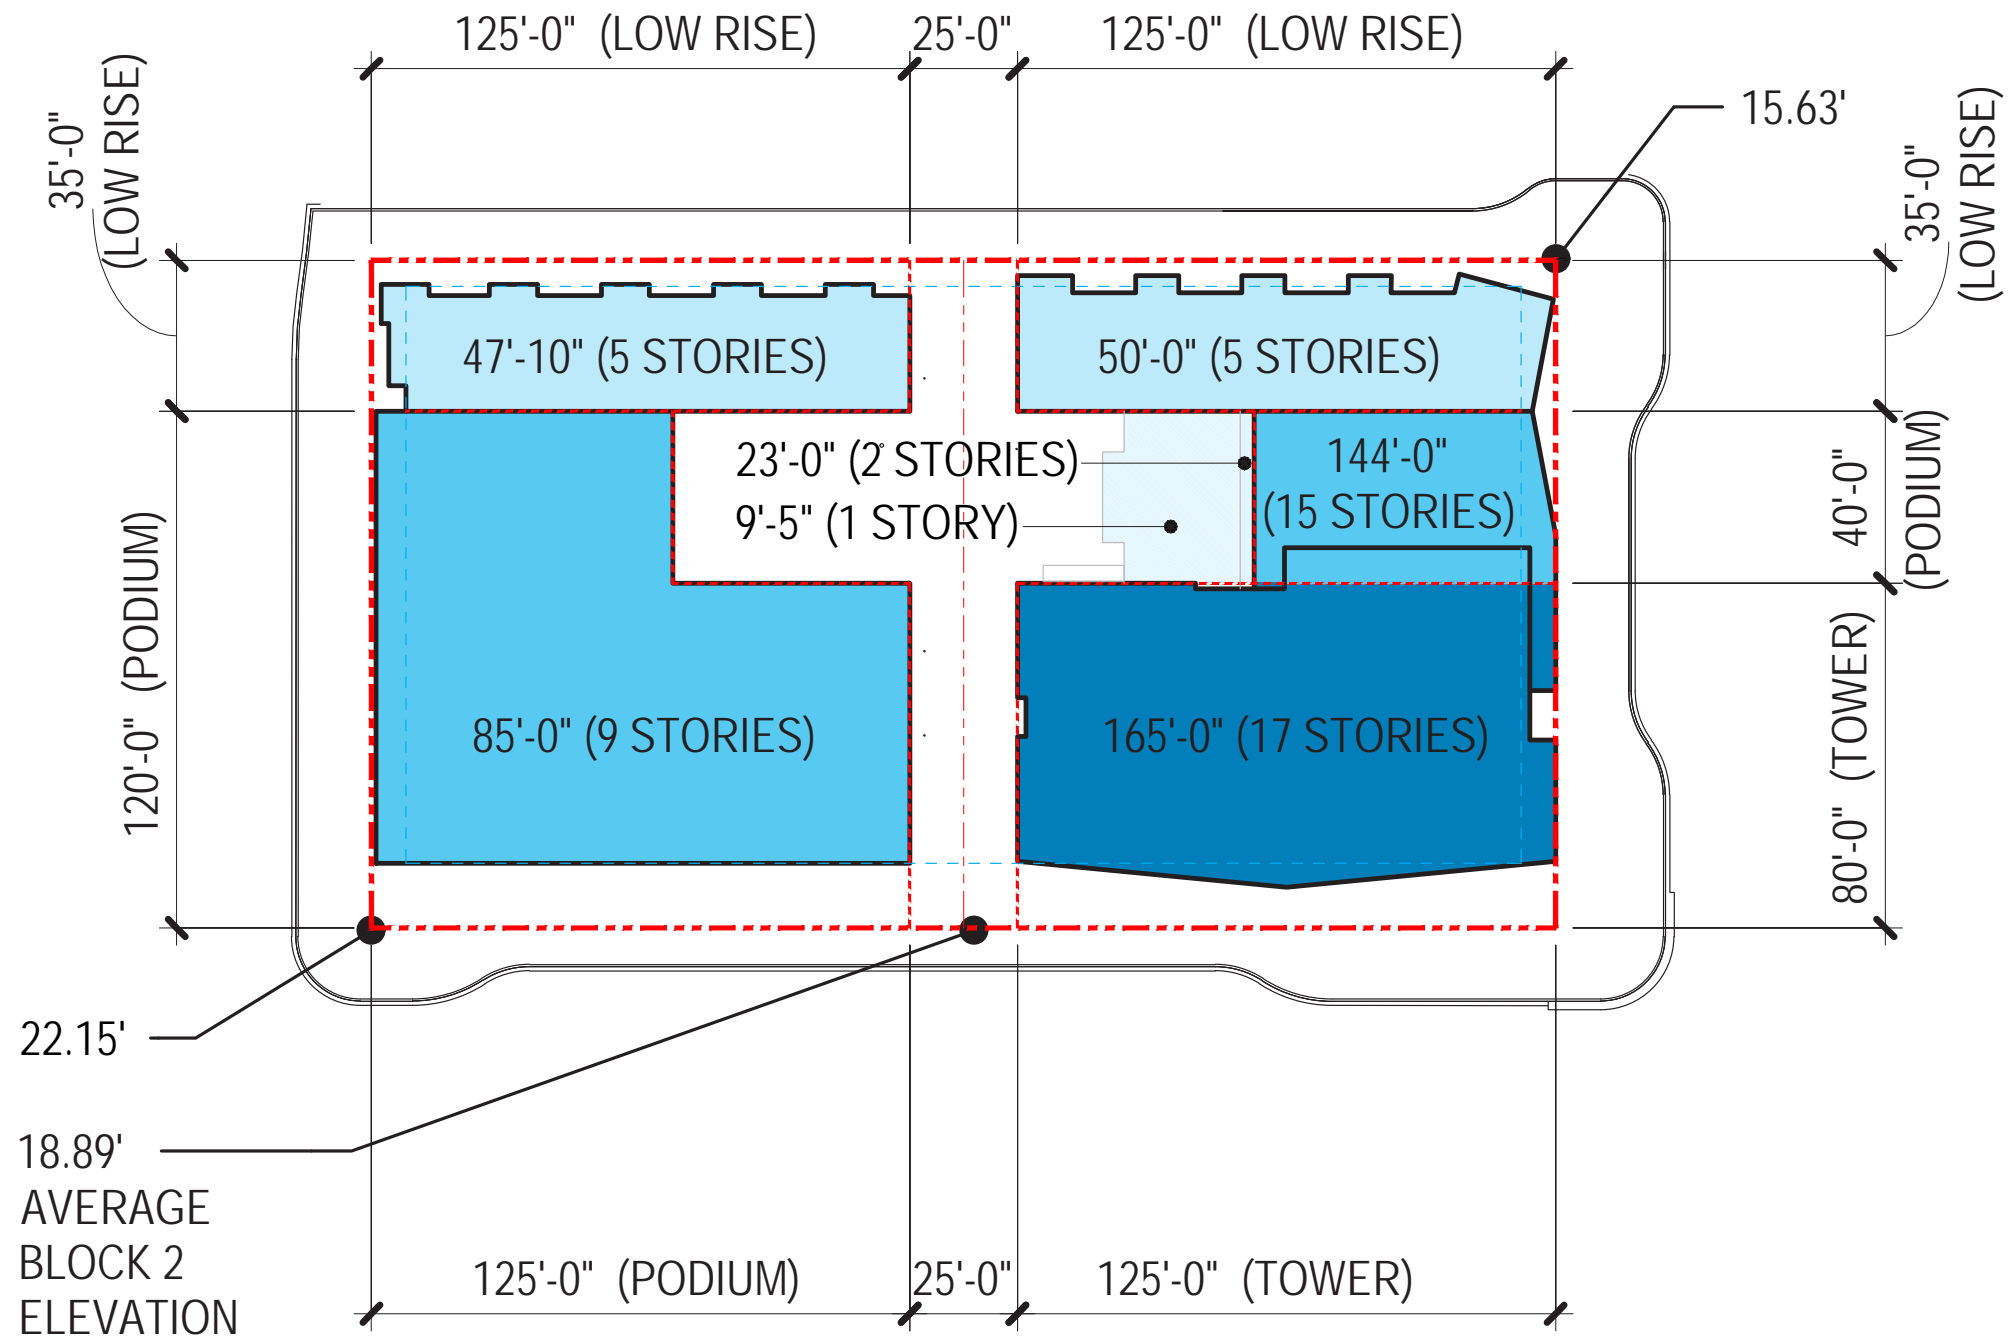 125'-0" (LOW RISE)
25'-0"
125'-0" (LOW RISE)
35'-0"
(LOW RISE)
15.63'
35'-0"
(LOW RISE)
47'-10" (5 STORIES)
50'-0" (5 STORIES)
23'-0" (2 STORIES)
9'-5" (1 STORY)
144'-0"
(15 STORIES)
40'-0"
(PODIUM)
120'-0" (PODIUM)
85'-0" (9 STORIES)
165'-0" (17 STORIES)
80'-0" (TOWER)
22.15'
18.89'
AVERAGE
BLOCK 2
ELEVATION
125'-0" (PODIUM)
25'-0"
125'-0" (TOWER)